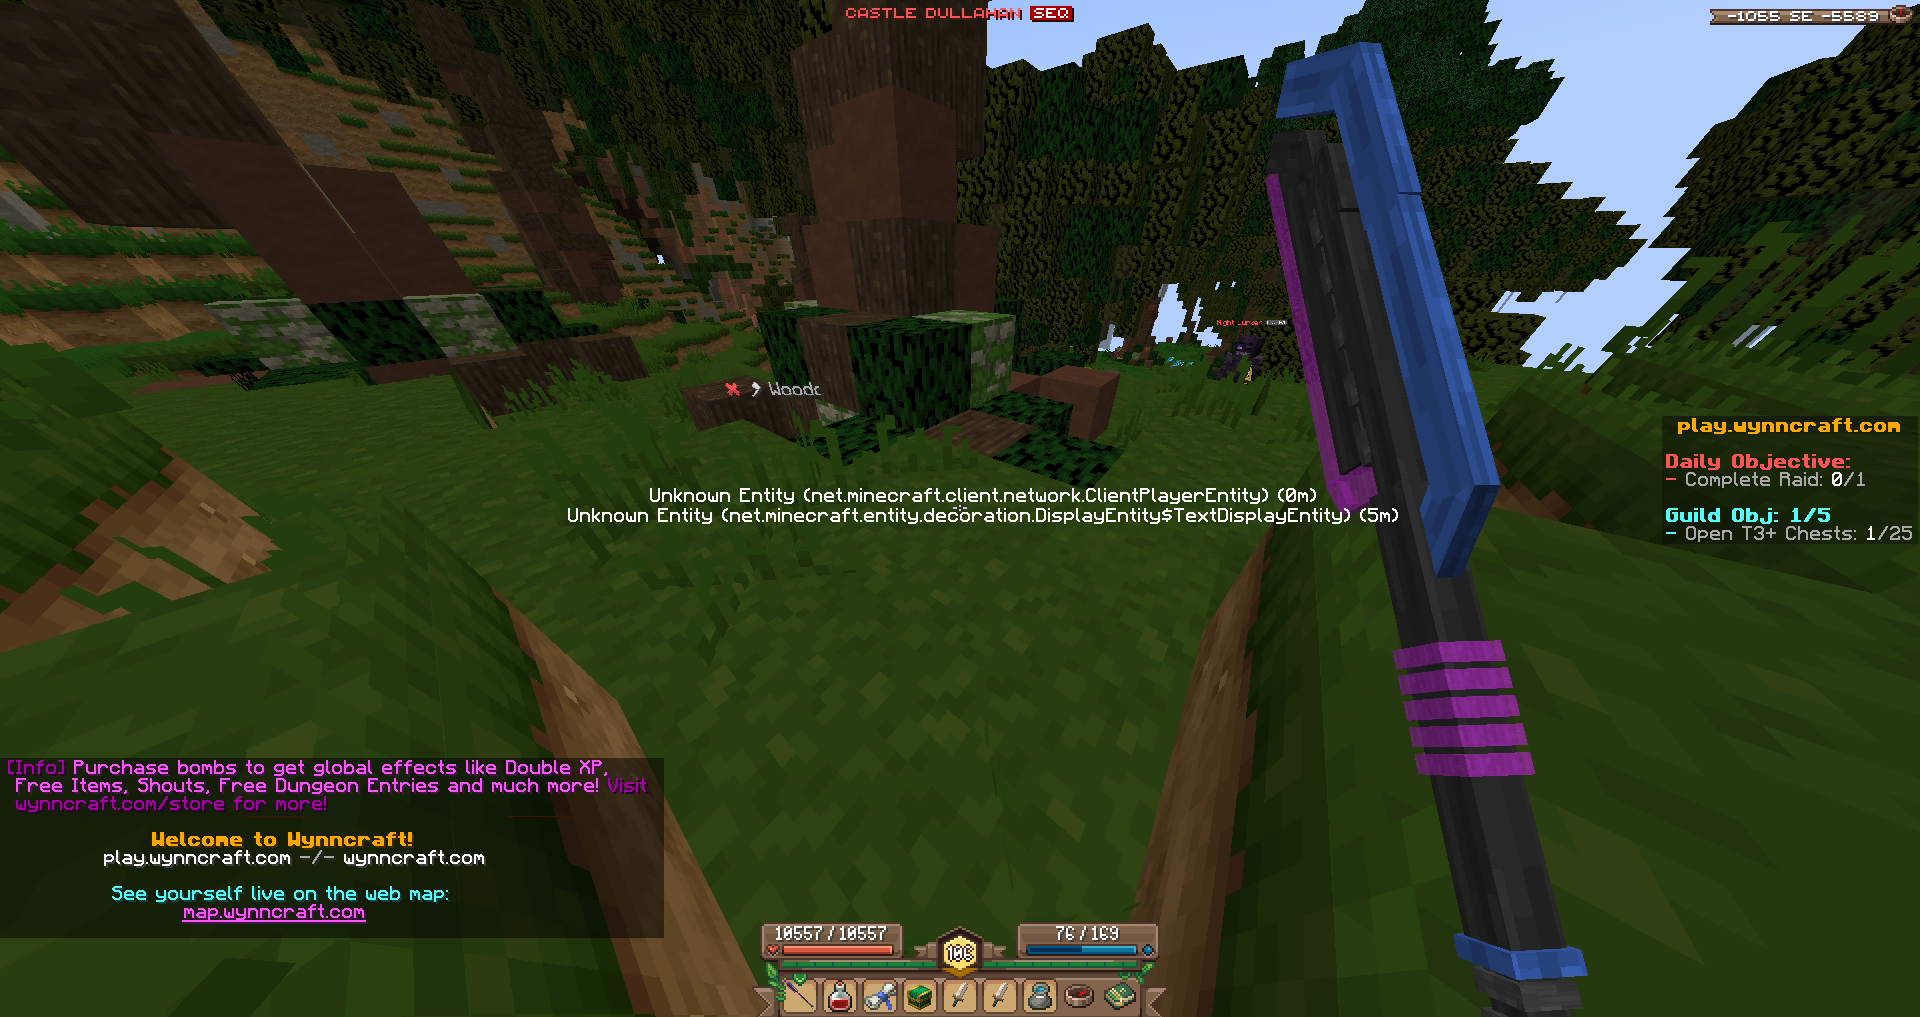 CASTLE DULLAHAN SEQ
-1055 SE -5589
Night Lurker
Woodc
play.wynncraft.com
Daily Objective:
- Complete Raid: 0/1
Guild Obj: 1/5
- Open T3+ Chests: 1/25
Unknown Entity (net.minecraft.client.network.ClientPlayerEntity) (0m)
Unknown Entity (net.minecraft.entity.decoration.DisplayEntity$TextDisplayEntity) (5m)
[Info] Purchase bombs to get global effects like Double XP,
Free Items, Shouts, Free Dungeon Entries and much more! Visit
wynncraft.com/store for more!
Welcome to Wynncraft!
play.wynncraft.com -/- wynncraft.com
See yourself live on the web map:
map.wynncraft.com
10557/10557
106
76/169